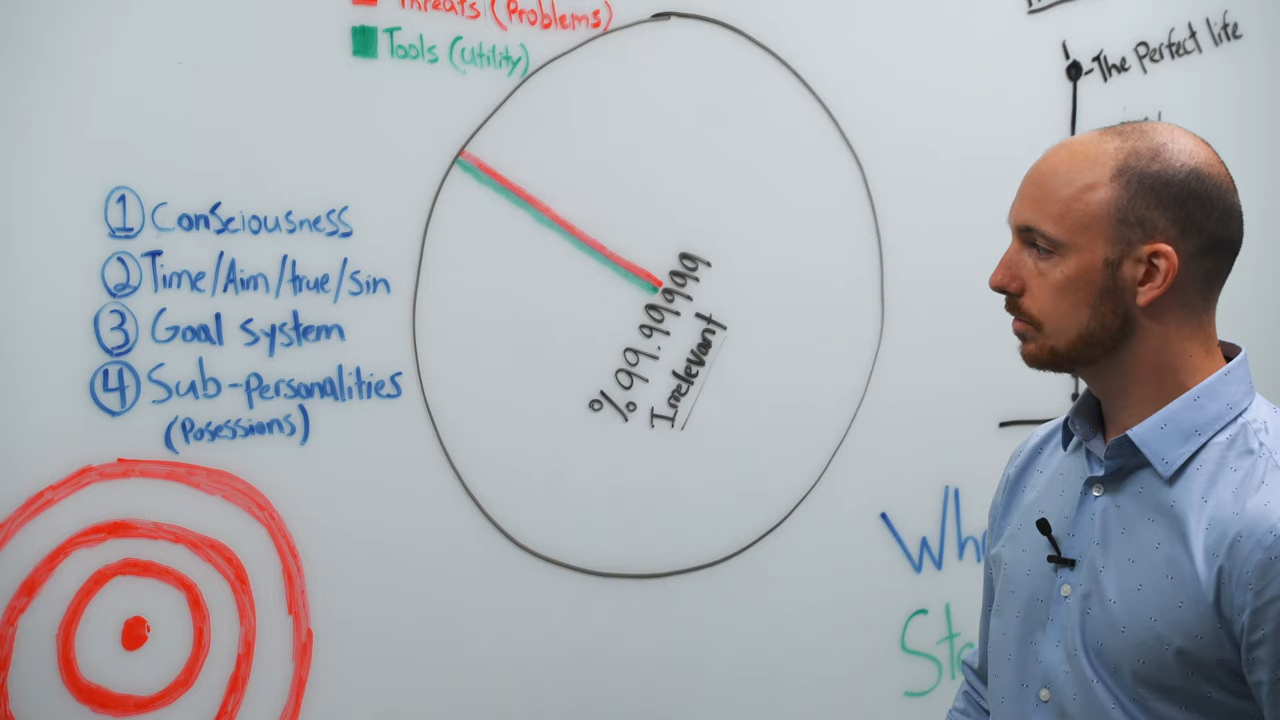 Threats (Problems)
Tools (Utility)
The Perfect life
① Consciousness
② Time/Aim/true/sin
③ Goal system
④ Sub-Personalities
(Posessions)
%99.99999999
Irrelevant